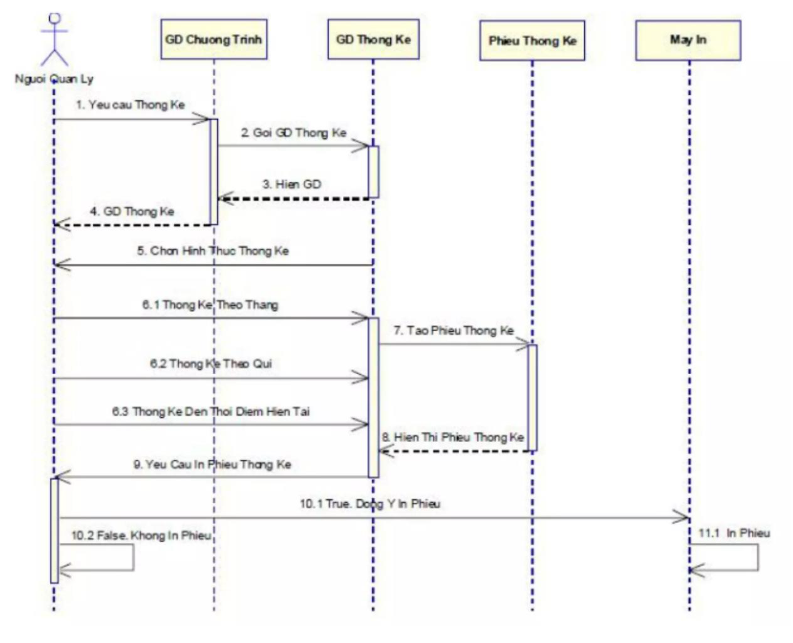 GD Chuong Trinh
GD Thong Ke
Phieu Thong Ke
May In
Nguoi Quan Ly
1. Yeu cau Thong Ke
2. Goi GD Thong Ke
3. Hien GD
4. GD Thong Ke
5. Chon Hinh Thuc Thong Ke
6.1 Thong Ke Theo Thang
7. Tao Phieu Thong Ke
6.2 Thong Ke Theo Qui
6.3 Thong Ke Den Thoi Diem Hien Tai
8. Hien Thi Phieu Thong Ke
9. Yeu Cau In Phieu Thong Ke
10.1 True. Dong Y In Phieu
10.2 False. Khong In Phieu
11.1 In Phieu